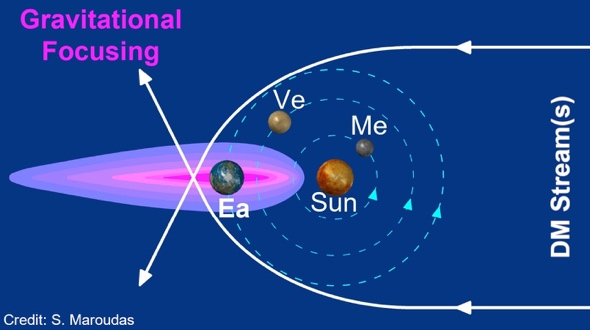 Gravitational
Focusing
Ve
Me
Ea
Sun
DM Stream(s)
Credit: S. Maroudas